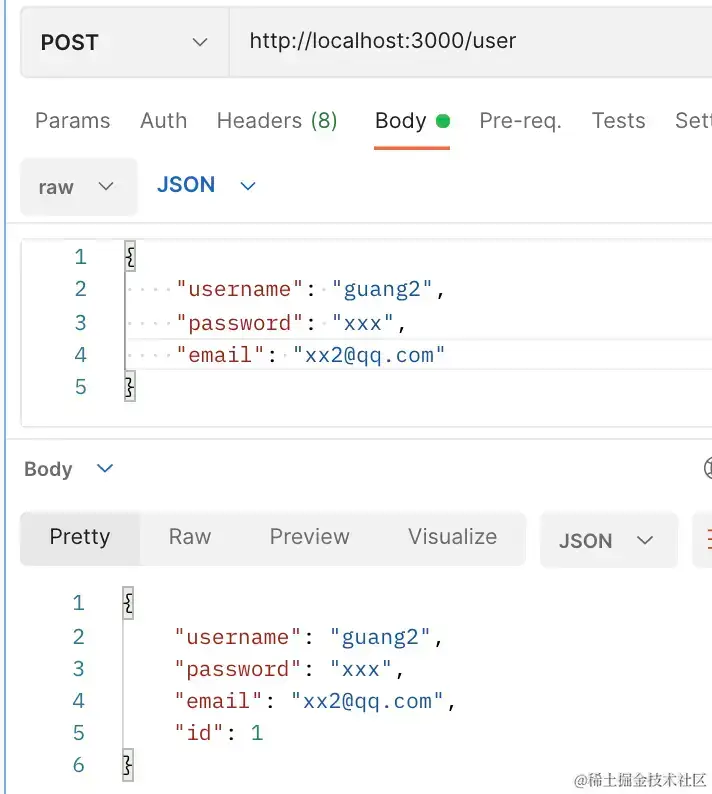 POST http://localhost:3000/user
Params Auth Headers (8) Body Pre-req. Tests
raw JSON
1 {
2 "username": "guang2",
3 "password": "xxx",
4 "email": "xx2@qq.com"
5 }
Body
Pretty Raw Preview Visualize JSON
1 {
2 "username": "guang2",
3 "password": "xxx",
4 "email": "xx2@qq.com",
5 "id": 1
6 }
@稀土掘金技术社区